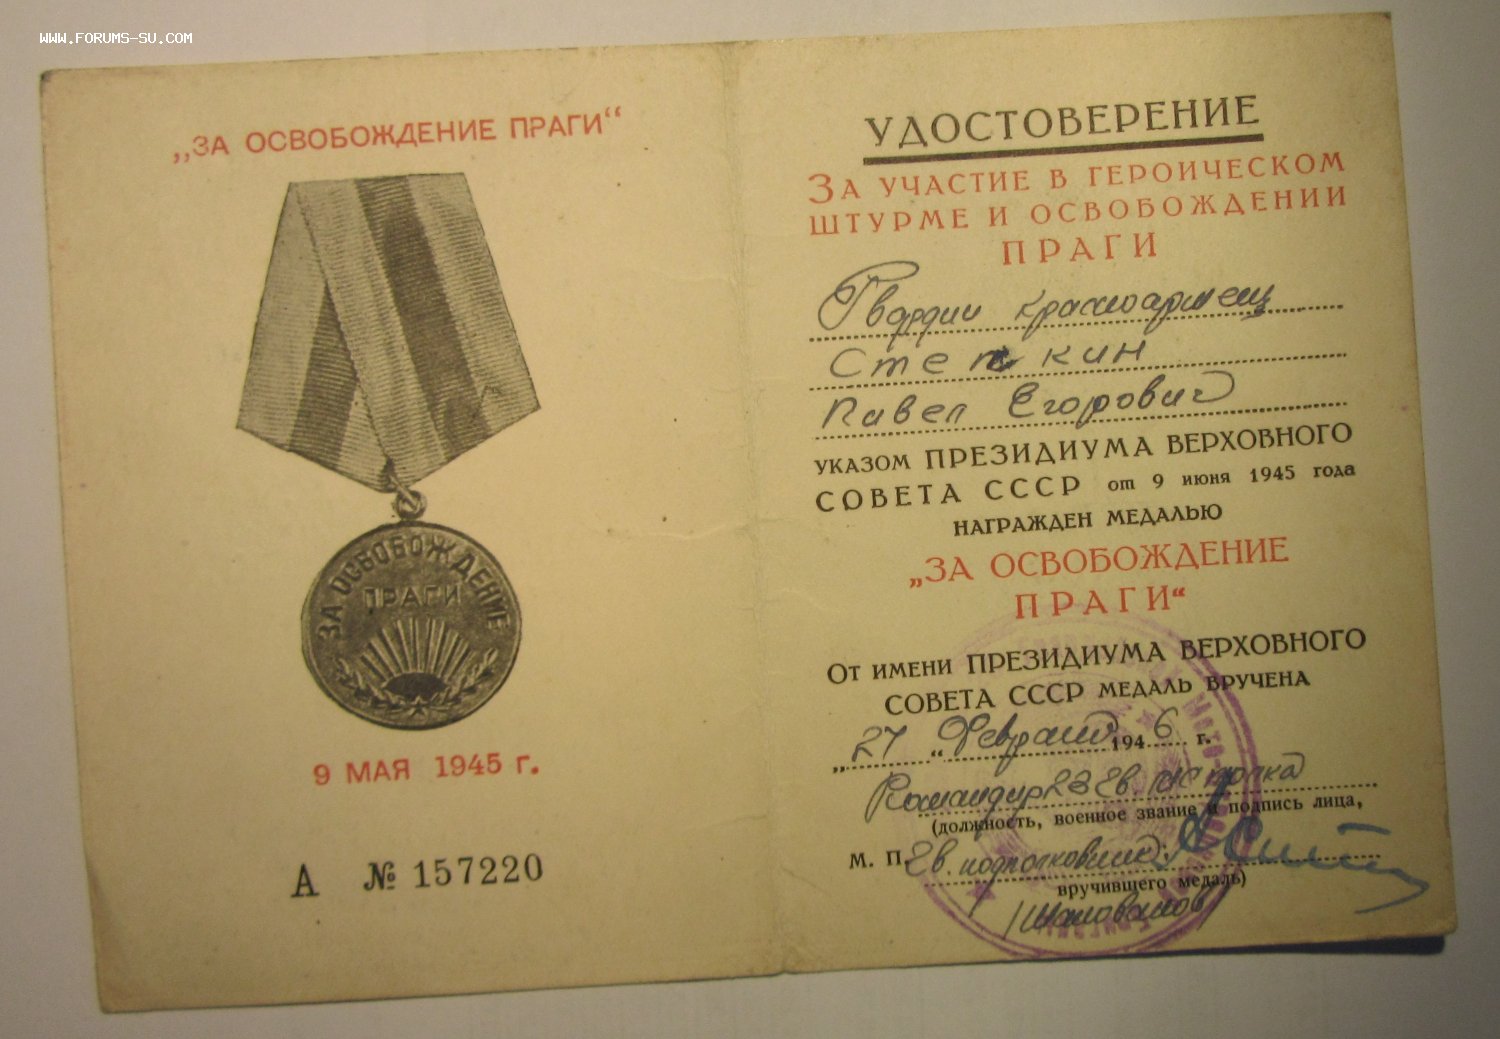 WWW.FORUMS-SU.COM
„ЗА ОСВОБОЖДЕНИЕ ПРАГИ“
ЗА ОСВОБОЖДЕНИЕ
ПРАГИ
9 МАЯ 1945 г.
А № 157220
УДОСТОВЕРЕНИЕ
ЗА УЧАСТИЕ В ГЕРОИЧЕСКОМ
ШТУРМЕ И ОСВОБОЖДЕНИИ
ПРАГИ
Гвардии красноармеец
Павел Егорович
УКАЗОМ ПРЕЗИДИУМА ВЕРХОВНОГО
СОВЕТА СССР от 9 июня 1945 года
НАГРАЖДЕН МЕДАЛЬЮ
„ЗА ОСВОБОЖДЕНИЕ
ПРАГИ“
ОТ ИМЕНИ ПРЕЗИДИУМА ВЕРХОВНОГО
СОВЕТА СССР МЕДАЛЬ ВРУЧЕНА
„27“ Февраля 1946 г.
Командир 23 Гв. полка
(должность, военное звание и подпись лица,
М. П. Гв. подполковник
вручившего медаль)
/Шаповалов/